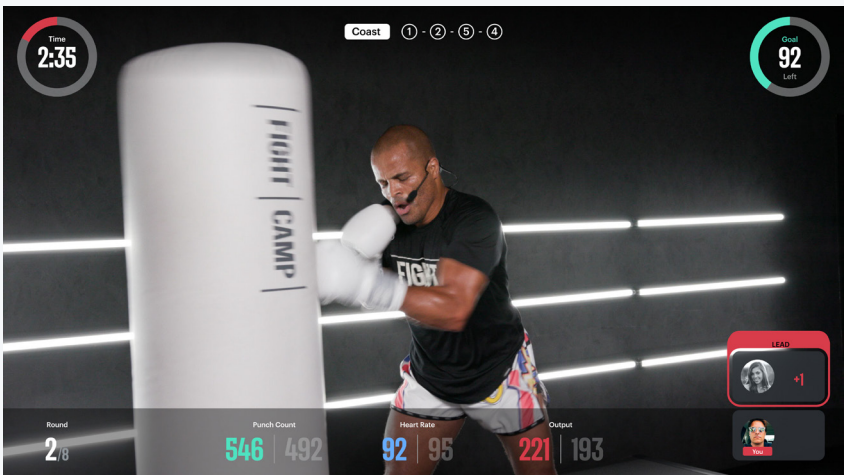 Time
2:35
Coast 1 - 2 - 5 - 4
Goal
92
Left
FIGHT CAMP
FIGHT
LEAD
+1
Round
2/8
Punch Count
546 492
Heart Rate
92 95
Output
221 193
You